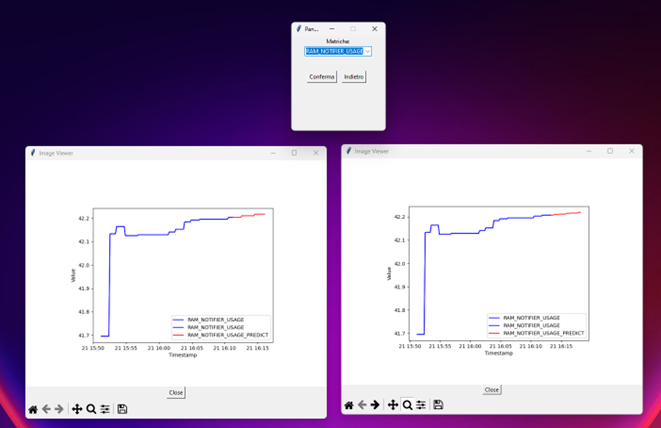 Pan...
Metriche:
RAM_NOTIFIER_USAGE
Conferma
Indietro
Image Viewer
42.2
42.1
42.0
41.9
41.8
41.7
Value
RAM_NOTIFIER_USAGE
RAM_NOTIFIER_USAGE
RAM_NOTIFIER_USAGE_PREDICT
21 15:50
21 15:55
21 16:00
21 16:05
21 16:10
21 16:15
Timestamp
Close
Image Viewer
42.2
42.1
42.0
41.9
41.8
41.7
Value
RAM_NOTIFIER_USAGE
RAM_NOTIFIER_USAGE
RAM_NOTIFIER_USAGE_PREDICT
21 15:50
21 15:55
21 16:00
21 16:05
21 16:10
21 16:15
Timestamp
Close